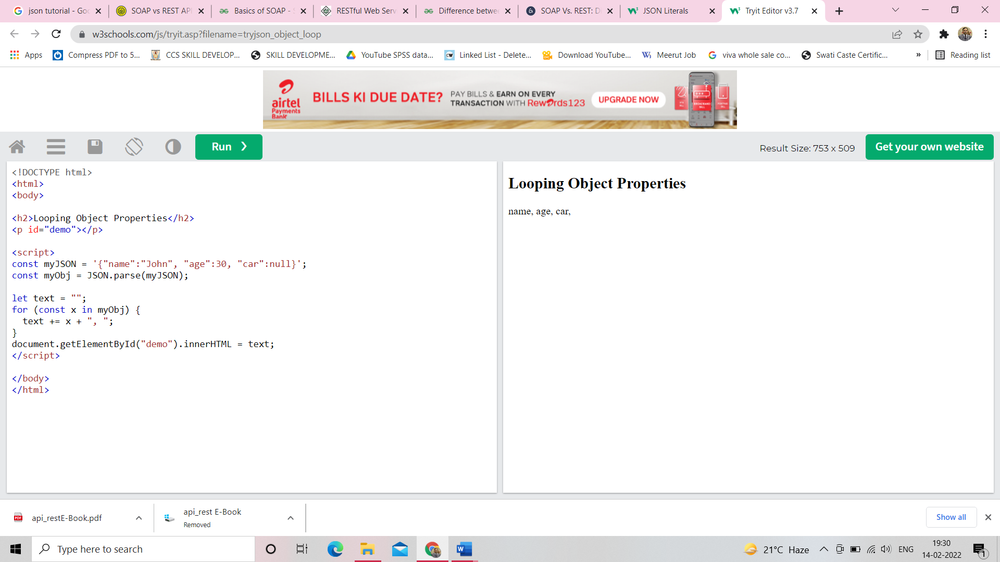 json tutorial - Goo
SOAP vs REST API
Basics of SOAP - S
RESTful Web Serv
Difference betwee
SOAP Vs. REST: D
JSON Literals
Tryit Editor v3.7
w3schools.com/js/tryit.asp?filename=tryjson_object_loop
Apps
Compress PDF to 5...
CCS SKILL DEVELOP...
SKILL DEVELOPME...
YouTube SPSS data...
Linked List - Delete...
Download YouTube...
Meerut Job
viva whole sale co...
Swati Caste Certific...
»
Reading list
airtel
Payments
Bank
BILLS KI DUE DATE?
PAY BILLS & EARN ON EVERY
TRANSACTION WITH Rewards123
UPGRADE NOW
Run ❯
Result Size: 753 x 509
Get your own website
<!DOCTYPE html>
<html>
<body>
<h2>Looping Object Properties</h2>
<p id="demo"></p>
<script>
const myJSON = '{"name":"John", "age":30, "car":null}';
const myObj = JSON.parse(myJSON);
let text = "";
for (const x in myObj) {
  text += x + ", ";
}
document.getElementById("demo").innerHTML = text;
</script>
</body>
</html>
Looping Object Properties
name, age, car,
api_restE-Book.pdf
api_rest E-Book
Removed
Show all
Type here to search
21°C Haze
ENG
19:30
14-02-2022
1